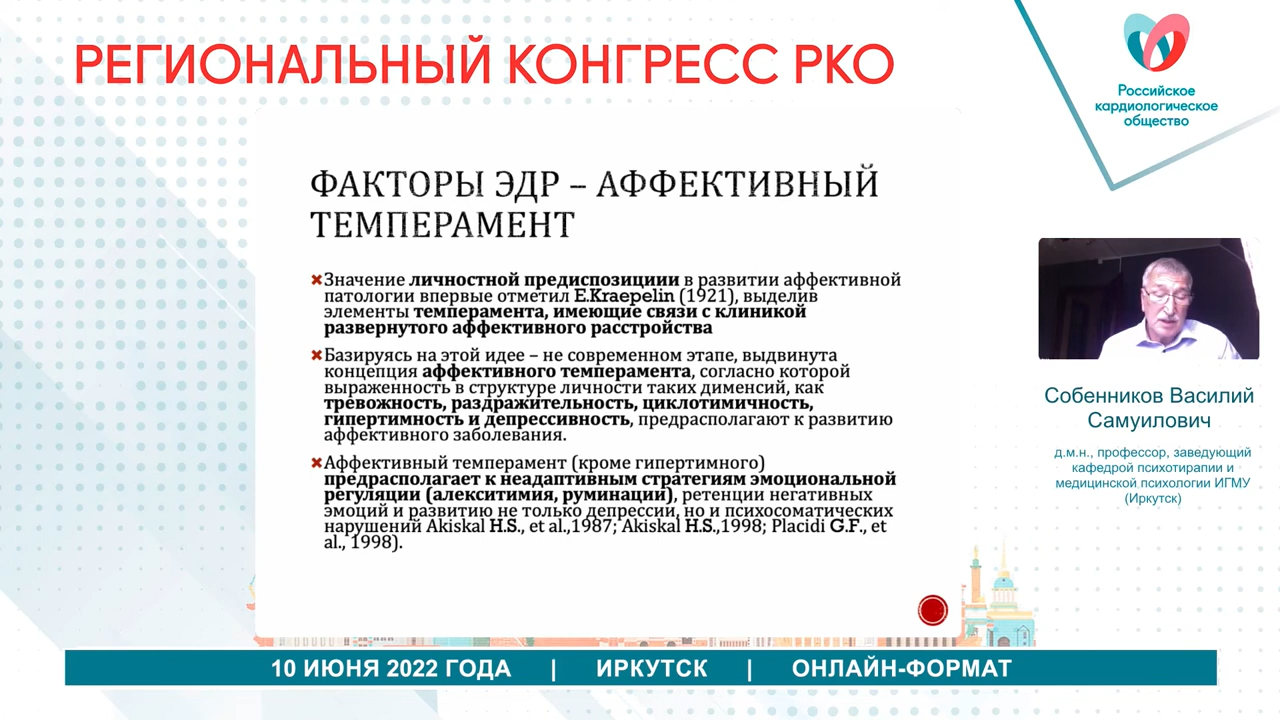 РЕГИОНАЛЬНЫЙ КОНГРЕСС РКО
Российское
кардиологическое
общество
ФАКТОРЫ ЭДР – АФФЕКТИВНЫЙ
ТЕМПЕРАМЕНТ
Значение личностной предиспозициии в развитии аффективной
патологии впервые отметил E.Kraepelin (1921), выделив
элементы темперамента, имеющие связи с клиникой
развернутого аффективного расстройства
Базируясь на этой идее – не современном этапе, выдвинута
концепция аффективного темперамента, согласно которой
выраженность в структуре личности таких дименсий, как
тревожность, раздражительность, циклотимичность,
гипертимность и депрессивность, предрасполагают к развитию
аффективного заболевания.
Аффективный темперамент (кроме гипертимного)
предрасполагает к неадаптивным стратегиям эмоциональной
регуляции (алекситимия, руминации), ретенции негативных
эмоций и развитию не только депрессии, но и психосоматических
нарушений Akiskal H.S., et al.,1987; Akiskal H.S.,1998; Placidi G.F., et
al., 1998).
Собенников Василий
Самуилович
д.м.н., профессор, заведующий
кафедрой психотирапии и
медицинской психологии ИГМУ
(Иркутск)
10 ИЮНЯ 2022 ГОДА | ИРКУТСК | ОНЛАЙН-ФОРМАТ